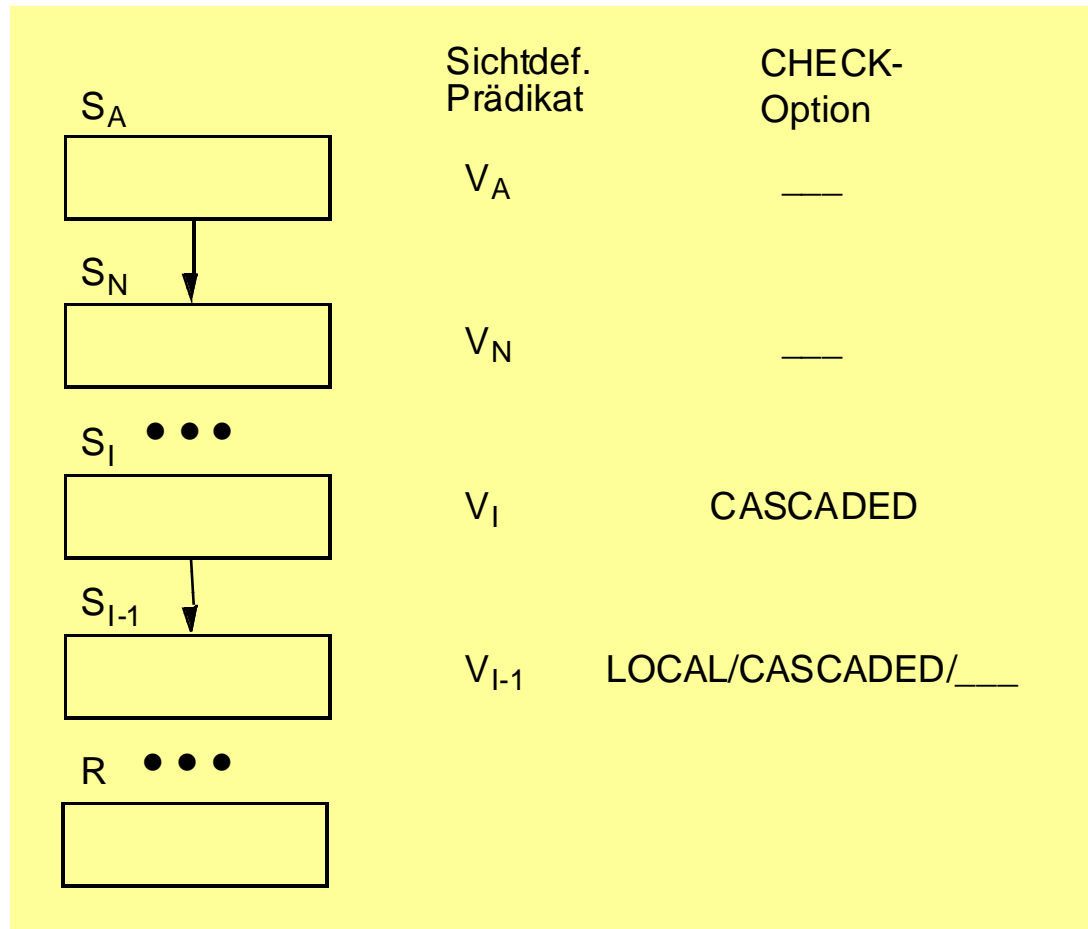 Sichtdef. CHECK-
Prädikat Option
S_A
V_A ___
S_N
V_N ___
S_I •••
V_I CASCADED
S_I-1
V_I-1 LOCAL/CASCADED/___
R •••